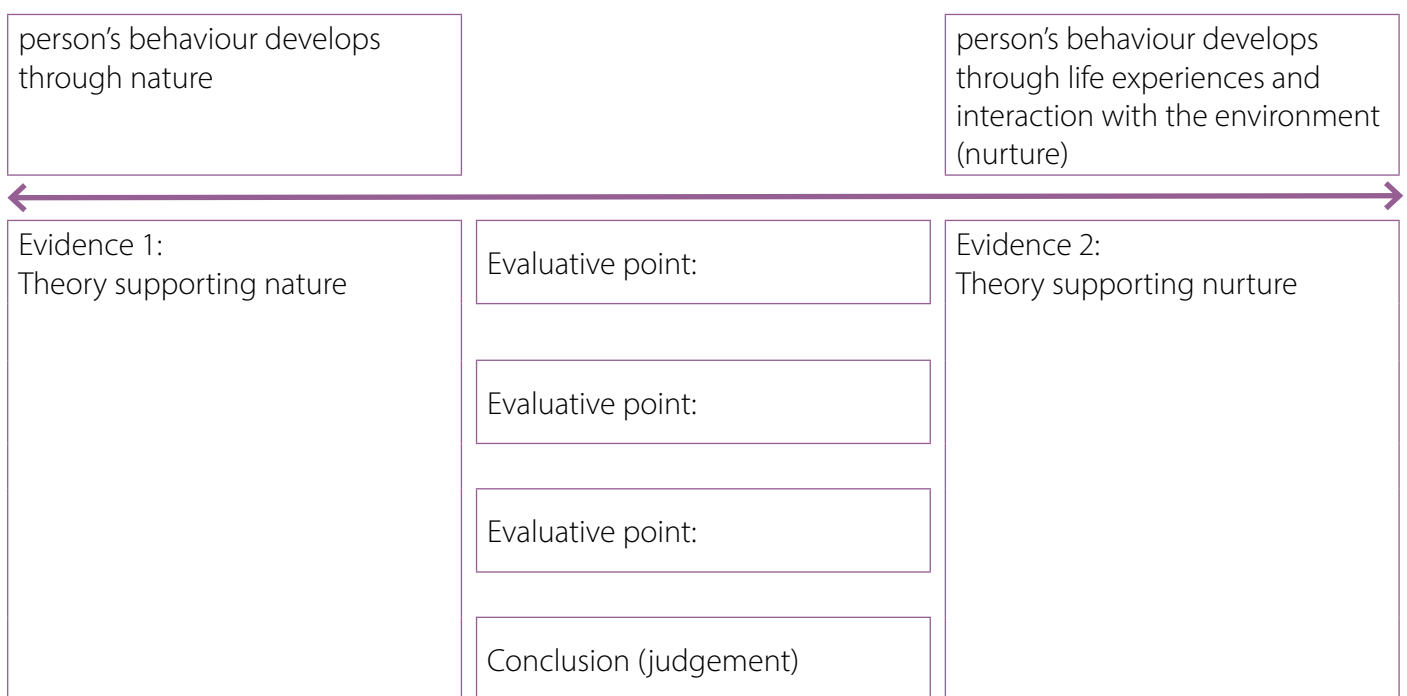 person's behaviour develops
through nature
person's behaviour develops
through life experiences and
interaction with the environment
(nurture)
Evidence 1:
Theory supporting nature
Evaluative point:
Evaluative point:
Evaluative point:
Conclusion (judgement)
Evidence 2:
Theory supporting nurture